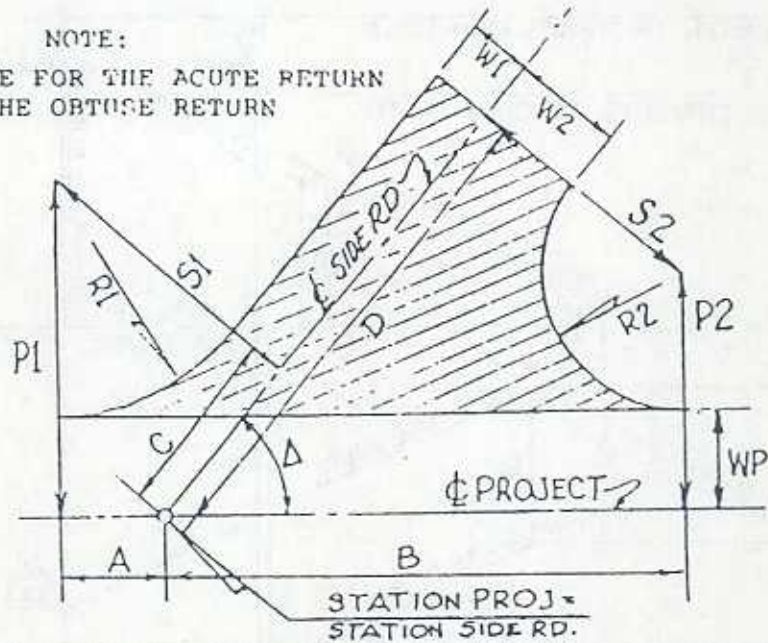 NOTE:
E FOR THE ACUTE RETURN
HE OBTUSE RETURN
W1
W2
S1
S2
R1
R2
P1
P2
℄ SIDE RD
D
C
Δ
WP
℄ PROJECT
A
B
STATION PROJ =
STATION SIDE RD.